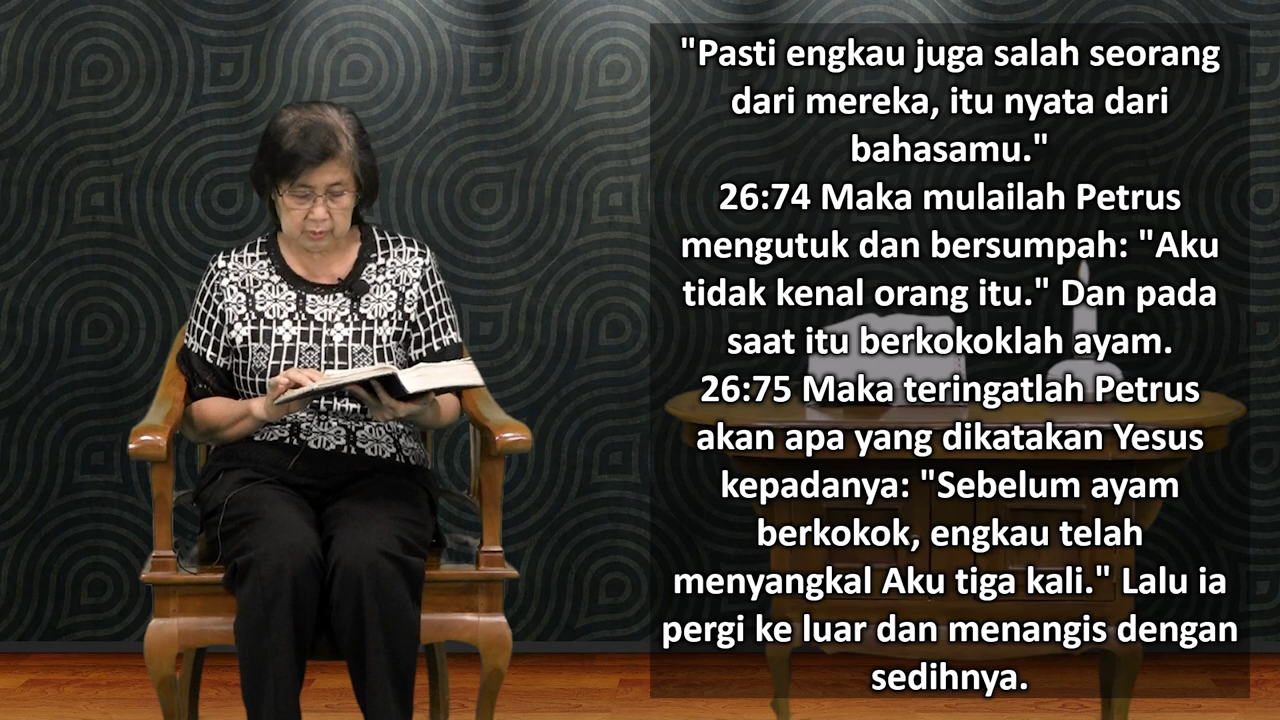 "Pasti engkau juga salah seorang
dari mereka, itu nyata dari
bahasamu."
26:74 Maka mulailah Petrus
mengutuk dan bersumpah: "Aku
tidak kenal orang itu." Dan pada
saat itu berkokoklah ayam.
26:75 Maka teringatlah Petrus
akan apa yang dikatakan Yesus
kepadanya: "Sebelum ayam
berkokok, engkau telah
menyangkal Aku tiga kali." Lalu ia
pergi ke luar dan menangis dengan
sedihnya.